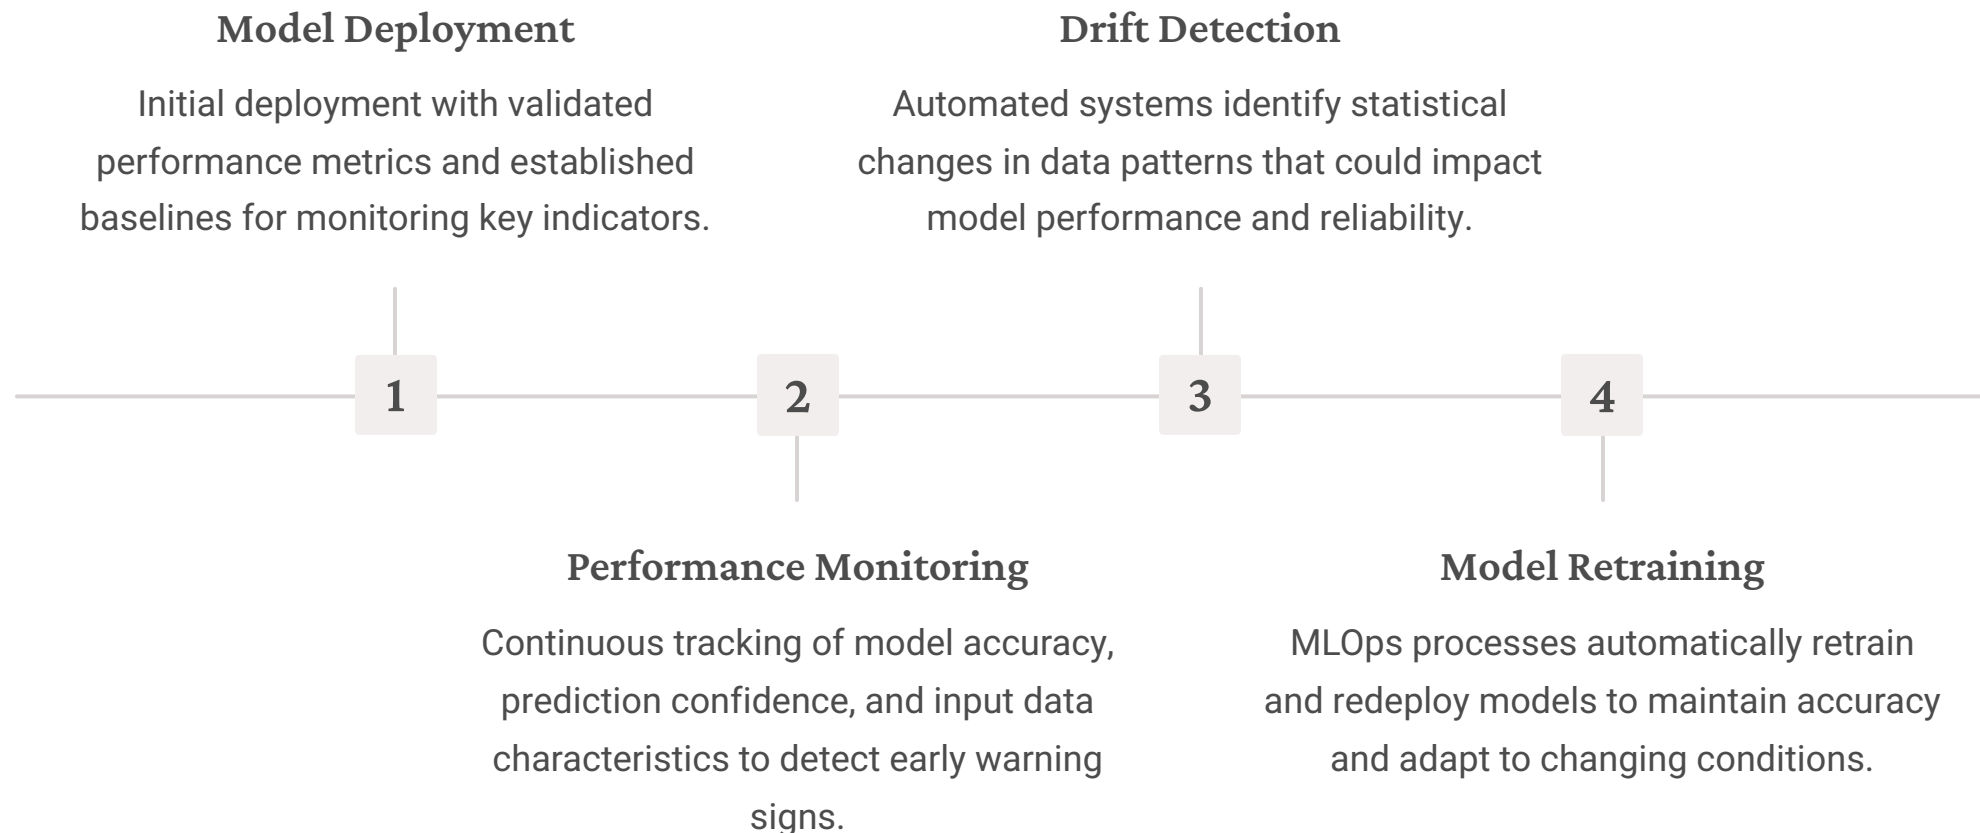 Model Deployment
Initial deployment with validated
performance metrics and established
baselines for monitoring key indicators.
Drift Detection
Automated systems identify statistical
changes in data patterns that could impact
model performance and reliability.
1
2
3
4
Performance Monitoring
Continuous tracking of model accuracy,
prediction confidence, and input data
characteristics to detect early warning
signs.
Model Retraining
MLOps processes automatically retrain
and redeploy models to maintain accuracy
and adapt to changing conditions.